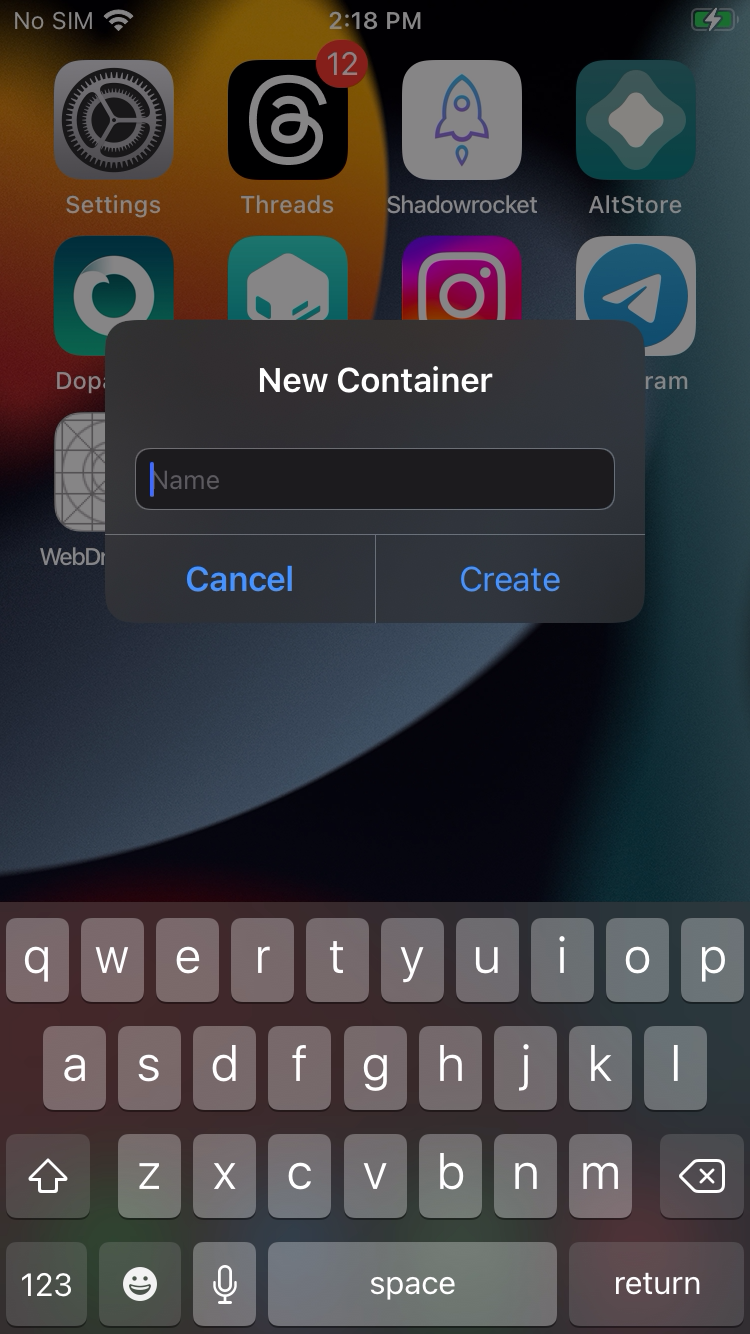 No SIM 2:18 PM
12
Settings Threads Shadowrocket AltStore
Dopa ram
New Container
Name
WebDr
Cancel Create
q w e r t y u i o p
a s d f g h j k l
z x c v b n m
123 space return